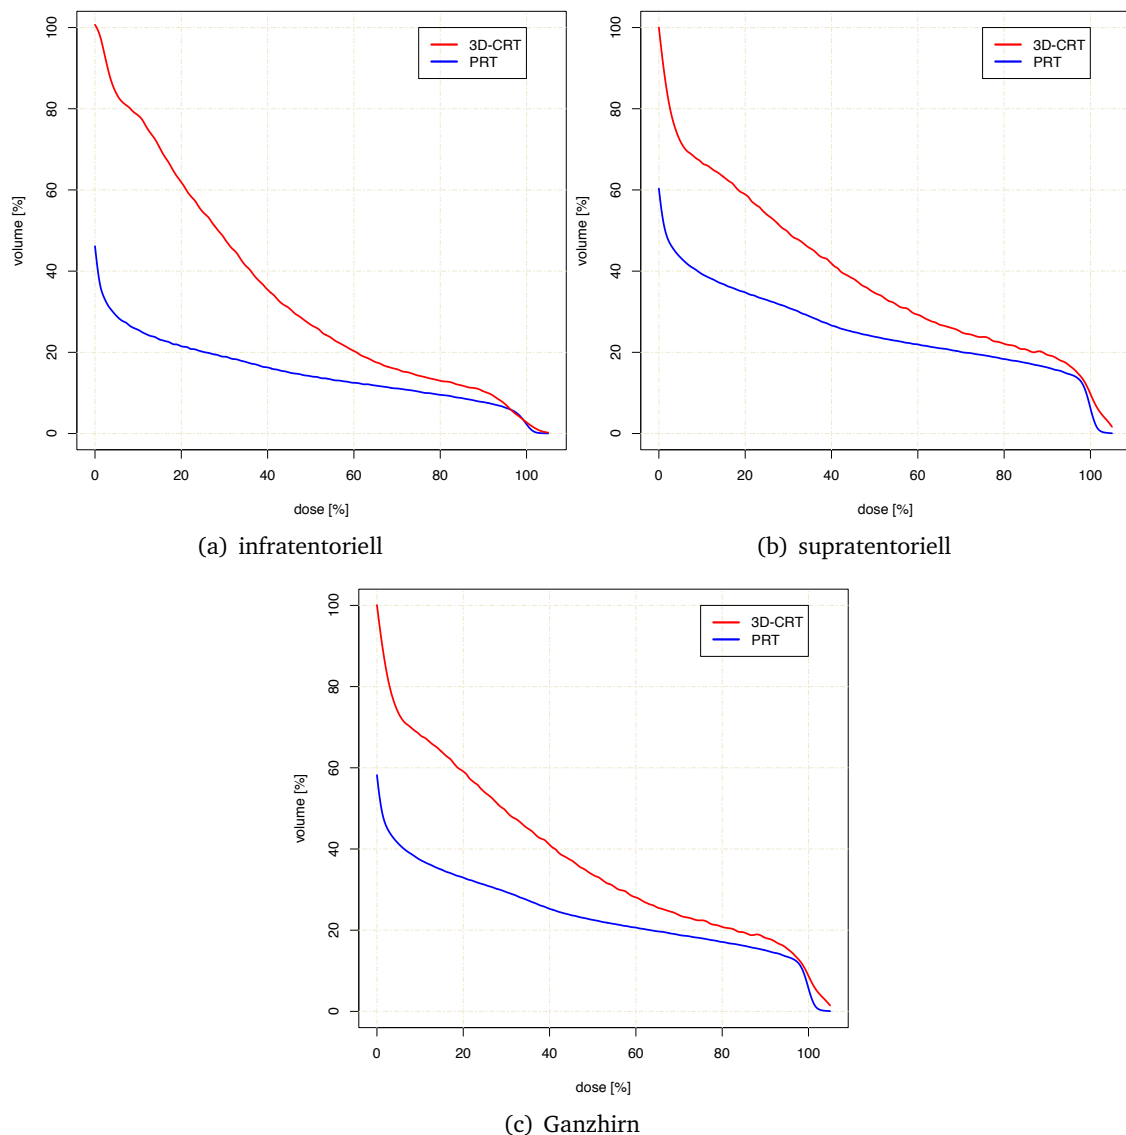 3D-CRT
PRT
volume [%]
0 20 40 60 80 100
0 20 40 60 80 100
dose [%]
(a) infratentoriell
3D-CRT
PRT
volume [%]
0 20 40 60 80 100
0 20 40 60 80 100
dose [%]
(b) supratentoriell
3D-CRT
PRT
volume [%]
0 20 40 60 80 100
0 20 40 60 80 100
dose [%]
(c) Ganzhirn